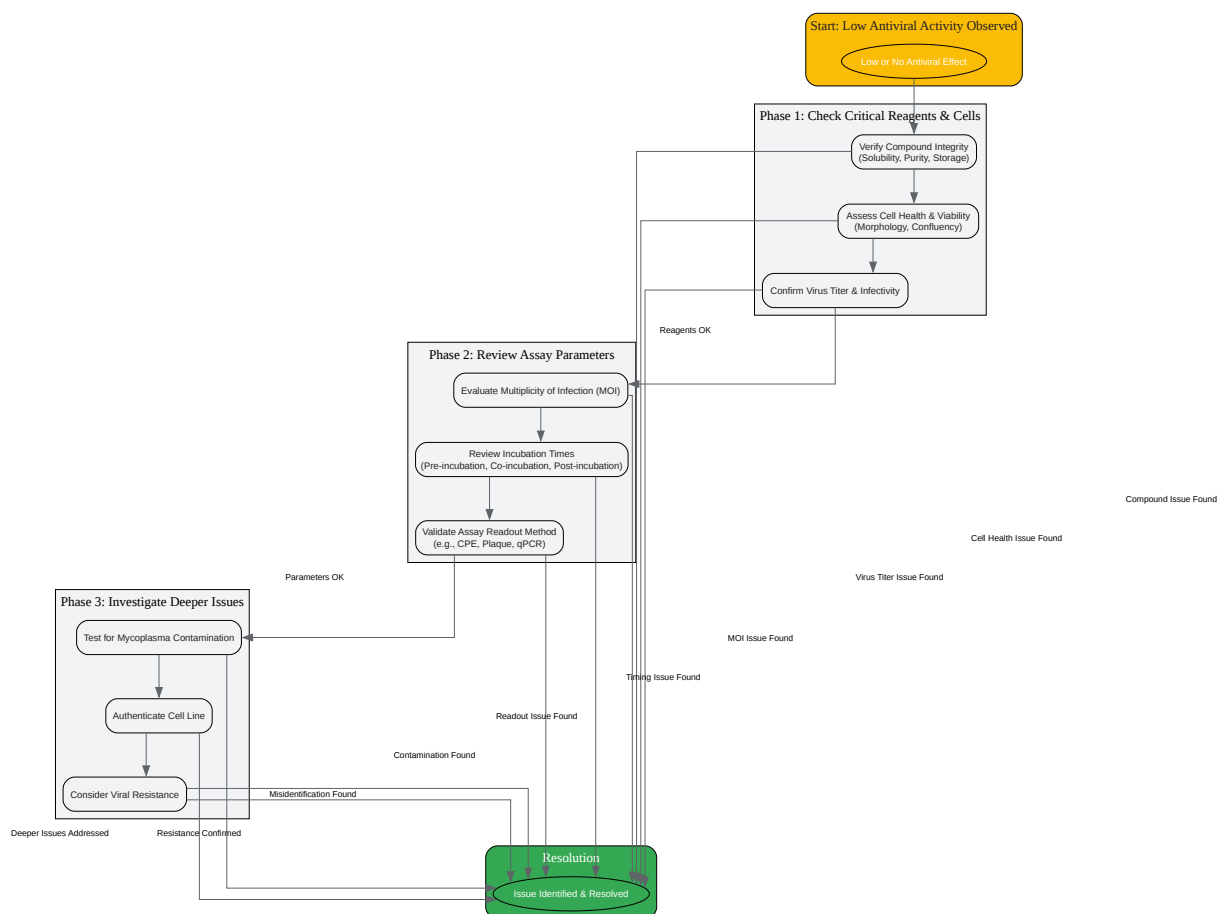 Start: Low Antiviral Activity Observed
Low or No Antiviral Effect
Phase 1: Check Critical Reagents & Cells
Verify Compound Integrity
(Solubility, Purity, Storage)
Assess Cell Health & Viability
(Morphology, Confluency)
Confirm Virus Titer & Infectivity
Reagents OK
Phase 2: Review Assay Parameters
Evaluate Multiplicity of Infection (MOI)
Review Incubation Times
(Pre-incubation, Co-incubation, Post-incubation)
Compound Issue Found
Validate Assay Readout Method
(e.g., CPE, Plaque, qPCR)
Cell Health Issue Found
Parameters OK
Virus Titer Issue Found
Phase 3: Investigate Deeper Issues
Test for Mycoplasma Contamination
MOI Issue Found
Timing Issue Found
Authenticate Cell Line
Readout Issue Found
Contamination Found
Consider Viral Resistance
Misidentification Found
Deeper Issues Addressed
Resistance Confirmed
Resolution
Issue Identified & Resolved